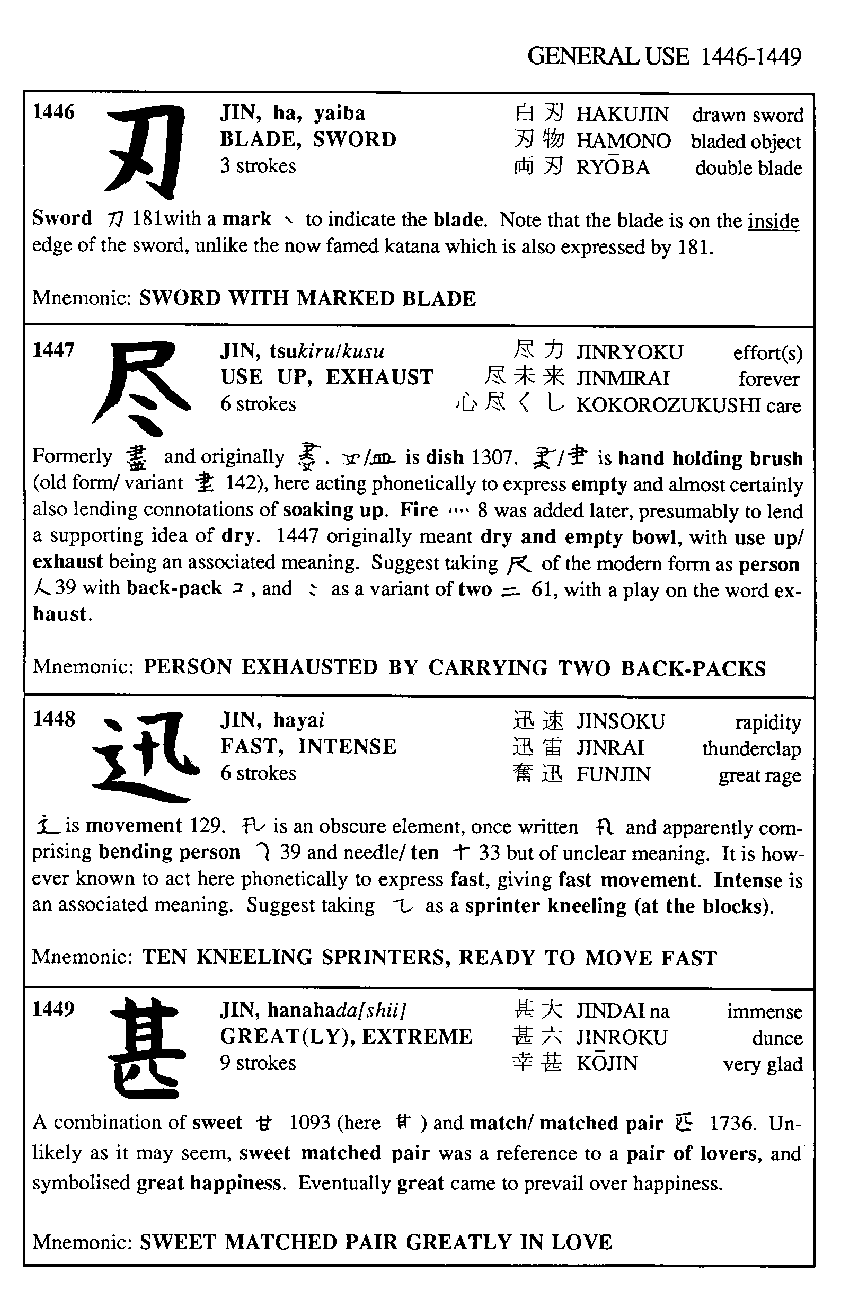 GENERAL USE 1446-1449
1446 刃 JIN, ha, yaiba 白刃 HAKUJIN drawn sword
BLADE, SWORD 刃物 HAMONO bladed object
3 strokes 両刃 RYŌBA double blade
Sword 刀 181with a mark ヽ to indicate the blade. Note that the blade is on the inside
edge of the sword, unlike the now famed katana which is also expressed by 181.
Mnemonic: SWORD WITH MARKED BLADE
1447 尽 JIN, tsukiru/kusu 尽力 JINRYOKU effort(s)
USE UP, EXHAUST 尽未来 JINMIRAI forever
6 strokes 心尽くし KOKOROZUKUSHI care
Formerly 盡 and originally . /皿 is dish 1307. /⺻ is hand holding brush
(old form/ variant 聿 142), here acting phonetically to express empty and almost certainly
also lending connotations of soaking up. Fire 灬 8 was added later, presumably to lend
a supporting idea of dry. 1447 originally meant dry and empty bowl, with use up/
exhaust being an associated meaning. Suggest taking 尺 of the modern form as person
人 39 with back-pack コ, and ⺀ as a variant of two 二 61, with a play on the word ex-
haust.
Mnemonic: PERSON EXHAUSTED BY CARRYING TWO BACK-PACKS
1448 迅 JIN, hayai 迅速 JINSOKU rapidity
FAST, INTENSE 迅雷 JINRAI thunderclap
6 strokes 奮迅 FUNJIN great rage
⻌ is movement 129. 卂 is an obscure element, once written and apparently com-
prising bending person 39 and needle/ ten 十 33 but of unclear meaning. It is how-
ever known to act here phonetically to express fast, giving fast movement. Intense is
an associated meaning. Suggest taking ⺄ as a sprinter kneeling (at the blocks).
Mnemonic: TEN KNEELING SPRINTERS, READY TO MOVE FAST
1449 甚 JIN, hanahada[shii] 甚大 JINDAI na immense
GREAT(LY), EXTREME 甚六 JINROKU dunce
9 strokes 幸甚 KŌJIN very glad
A combination of sweet 甘 1093 (here ) and match/ matched pair 匹 1736. Un-
likely as it may seem, sweet matched pair was a reference to a pair of lovers, and
symbolised great happiness. Eventually great came to prevail over happiness.
Mnemonic: SWEET MATCHED PAIR GREATLY IN LOVE